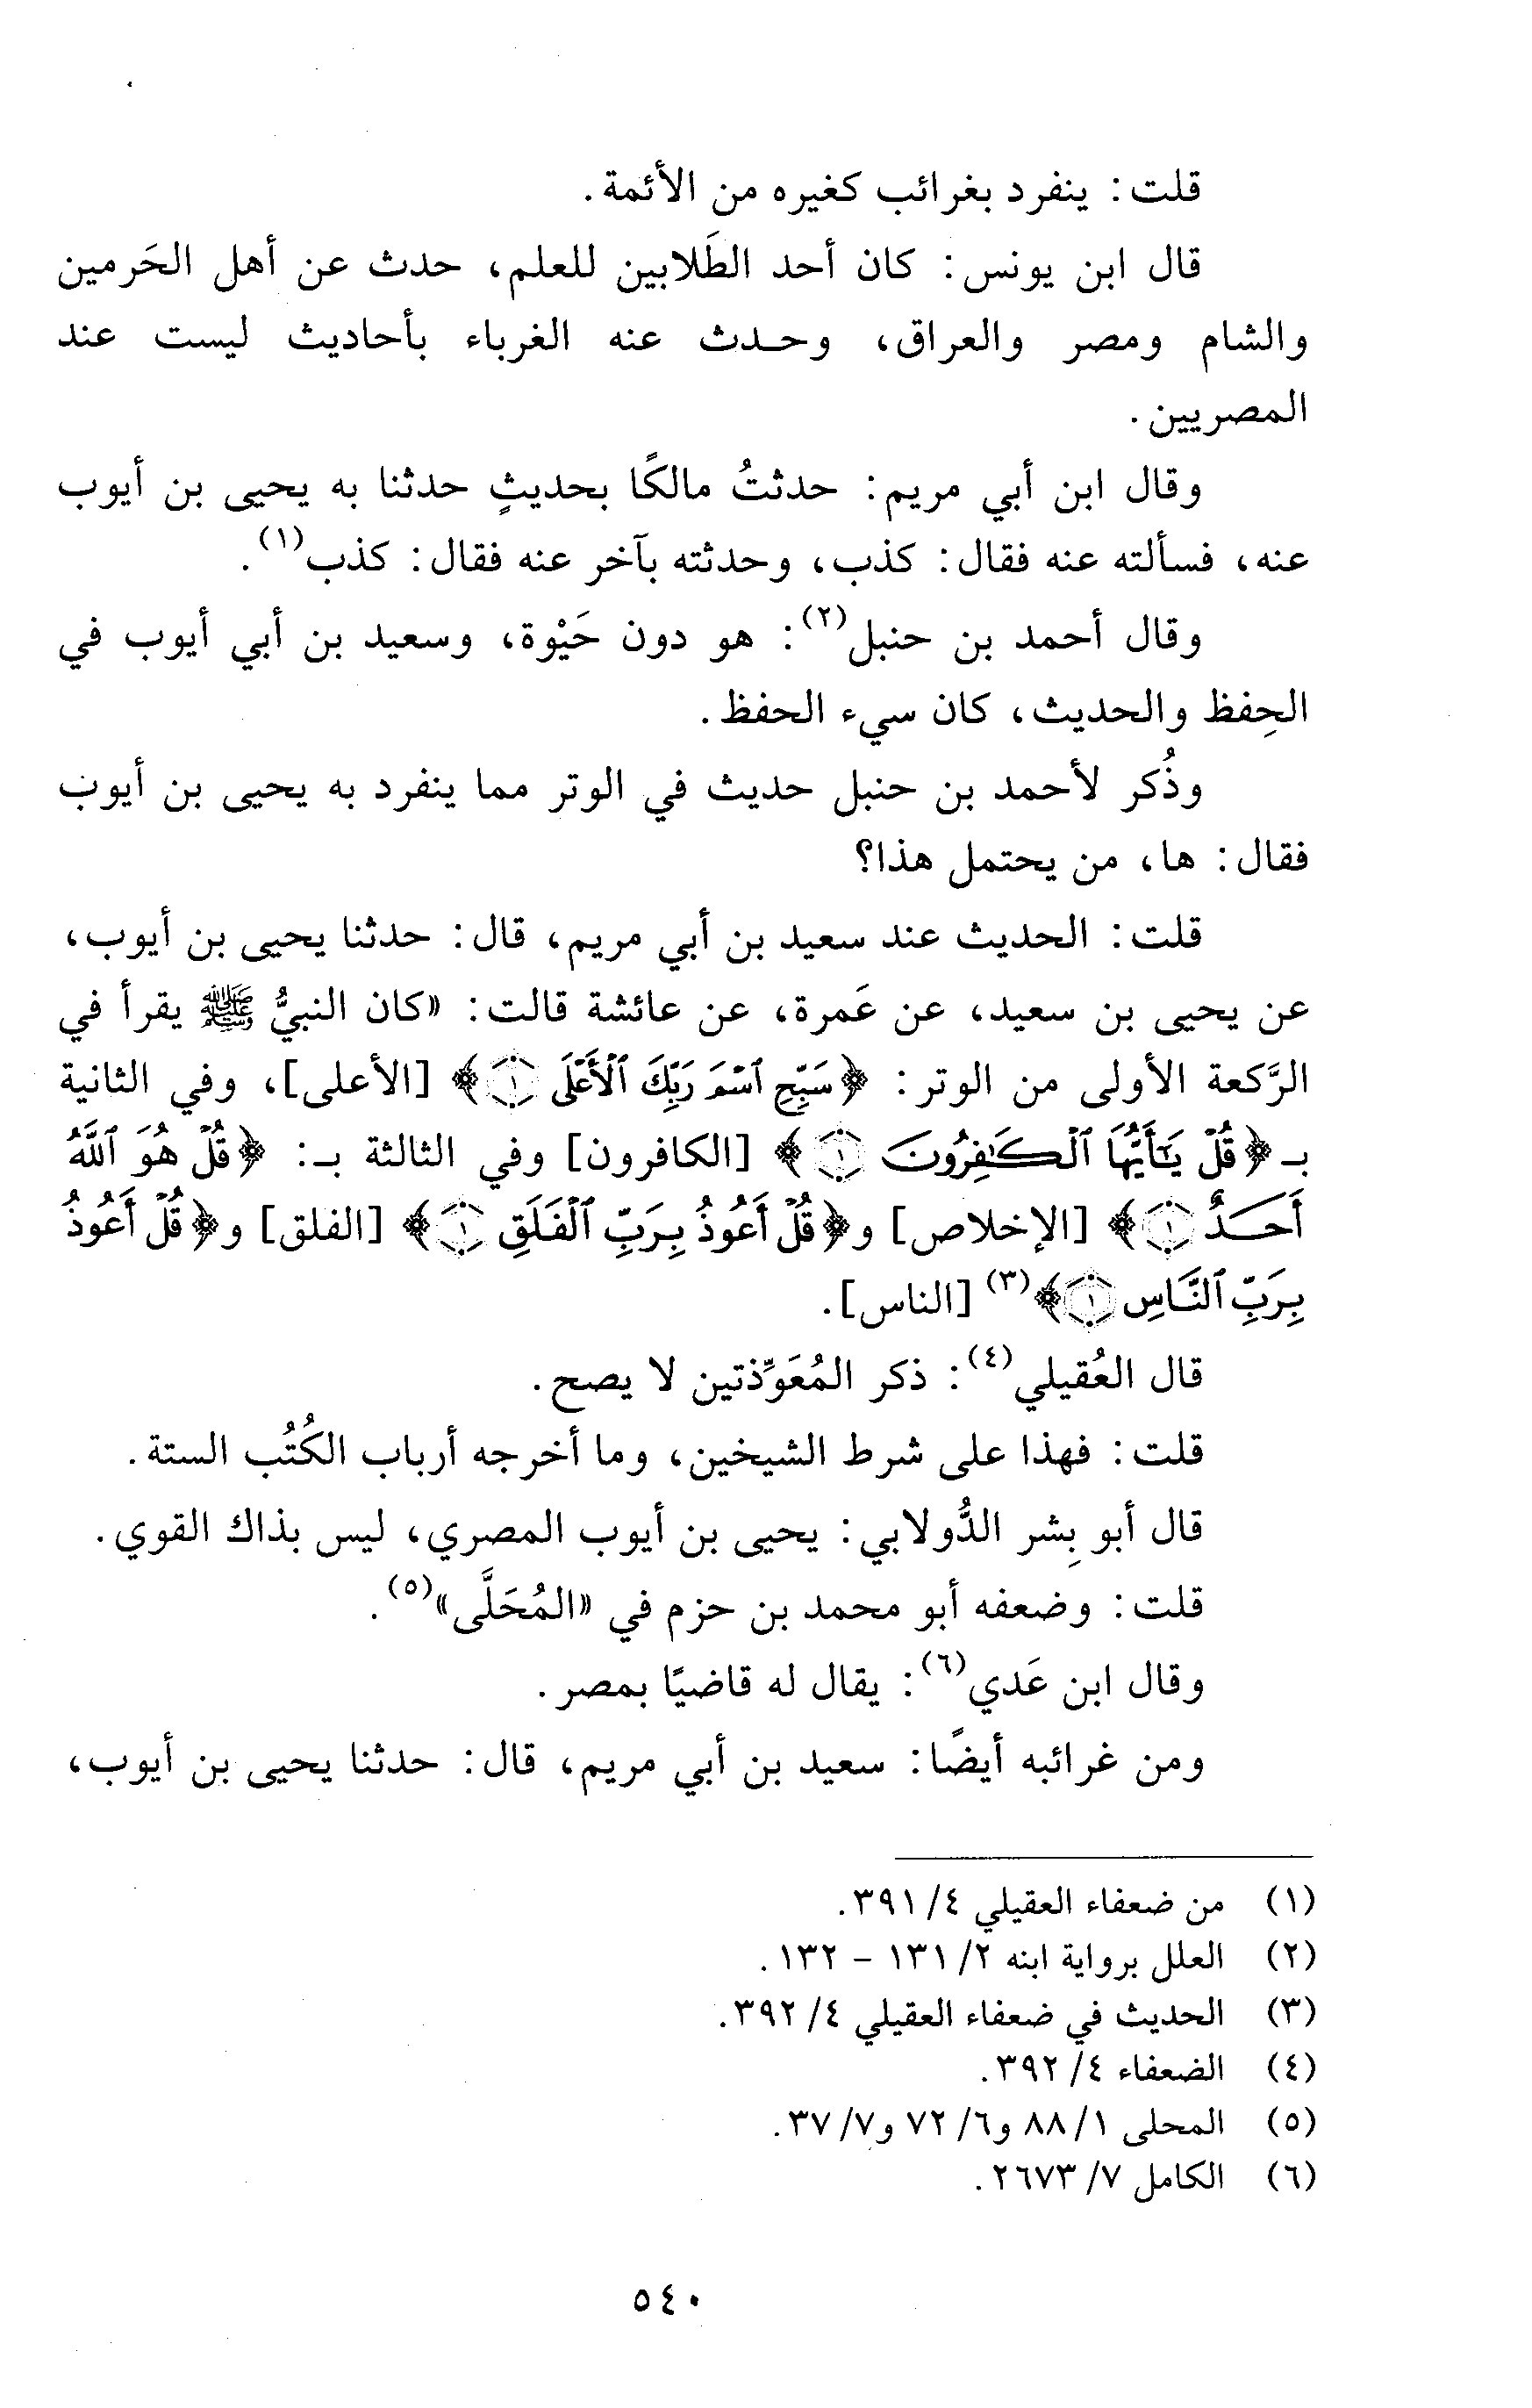 قلت: ينفرد بغرائب كغيره من الأئمة.
قال ابن يونس: كان أحد الطَلابين للعلم، حدث عن أهل الحَرمين
والشام ومصر والعراق، وحدث عنه الغرباء بأحاديث ليست عند
المصريين.
وقال ابن أبي مريم: حدثتُ مالكًا بحديثٍ حدثنا به يحيى بن أيوب
عنه، فسألته عنه فقال: كذب، وحدثته بآخر عنه فقال: كذب(١).
وقال أحمد بن حنبل(٢): هو دون حَيْوة، وسعيد بن أبي أيوب في
الحِفظ والحديث، كان سيء الحفظ.
وذُكر لأحمد بن حنبل حديث في الوتر مما ينفرد به يحيى بن أيوب
فقال: ها، من يحتمل هذا؟
قلت: الحديث عند سعيد بن أبي مريم، قال: حدثنا يحيى بن أيوب،
عن يحيى بن سعيد، عن عَمرة، عن عائشة قالت: «كان النبيُّ ﷺ يقرأ في
الرَّكعة الأولى من الوتر: ﴿سَبِّحِ ٱسْمَ رَبِّكَ ٱلْأَعْلَى ١﴾ [الأعلى]، وفي الثانية
بـ﴿قُلْ يَٰٓأَيُّهَا ٱلْكَٰفِرُونَ ١﴾ [الكافرون] وفي الثالثة بـ: ﴿قُلْ هُوَ ٱللَّهُ
أَحَدٌ ١﴾ [الإخلاص] و﴿قُلْ أَعُوذُ بِرَبِّ ٱلْفَلَقِ ١﴾ [الفلق] و﴿قُلْ أَعُوذُ
بِرَبِّ ٱلنَّاسِ ١﴾(٣) [الناس].
قال العُقيلي(٤): ذكر المُعَوِّذتين لا يصح.
قلت: فهذا على شرط الشيخين، وما أخرجه أرباب الكُتُب الستة.
قال أبو بِشر الدُّولابي: يحيى بن أيوب المصري، ليس بذاك القوي.
قلت: وضعفه أبو محمد بن حزم في «المُحَلَّى»(٥).
وقال ابن عَدي(٦): يقال له قاضيًا بمصر.
ومن غرائبه أيضًا: سعيد بن أبي مريم، قال: حدثنا يحيى بن أيوب،
(١) من ضعفاء العقيلي ٤/ ٣٩١.
(٢) العلل برواية ابنه ٢/ ١٣١ - ١٣٢.
(٣) الحديث في ضعفاء العقيلي ٤/ ٣٩٢.
(٤) الضعفاء ٤/ ٣٩٢.
(٥) المحلى ١/ ٨٨ و٦/ ٧٢ و٧/ ٣٧.
(٦) الكامل ٧/ ٢٦٧٣.
٥٤٠